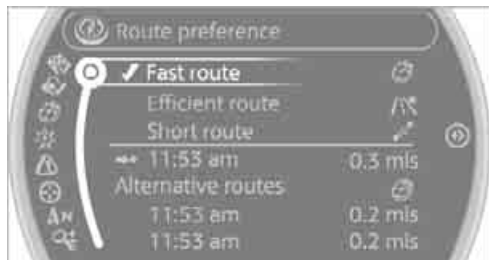 Route preference
Fast route
Efficient route
Short route
11:53 am 0.3 mls
Alternative routes
11:53 am 0.2 mls
11:53 am 0.2 mls
N